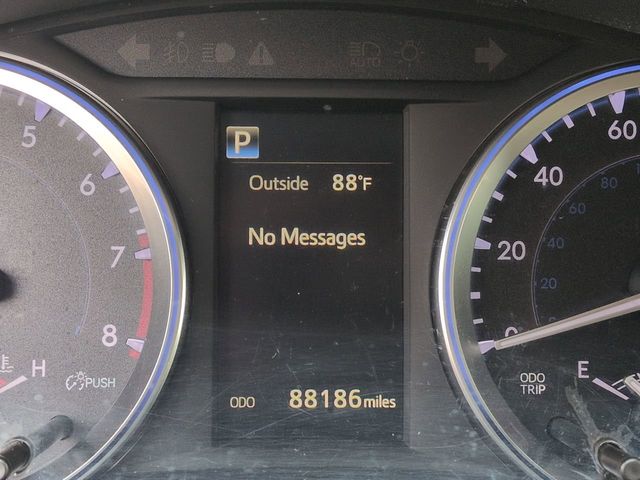 AUTO
P
Outside 88°F
No Messages
ODO 88186 miles
5
6
7
8
H
PUSH
60
40
20
0
80
60
40
20
ODO
TRIP
E